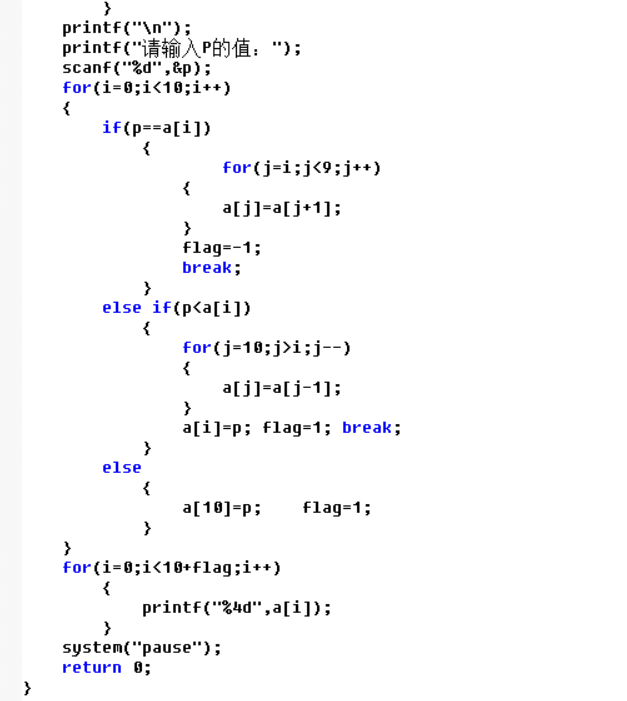 }
printf("\n");
printf("请输入P的值：");
scanf("%d",&p);
for(i=0;i<10;i++)
{
if(p==a[i])
{
for(j=i;j<9;j++)
{
a[j]=a[j+1];
}
flag=-1;
break;
}
else if(p<a[i])
{
for(j=10;j>i;j--)
{
a[j]=a[j-1];
}
a[i]=p; flag=1; break;
}
else
{
a[10]=p;    flag=1;
}
}
for(i=0;i<10+flag;i++)
{
printf("%4d",a[i]);
}
system("pause");
return 0;
}